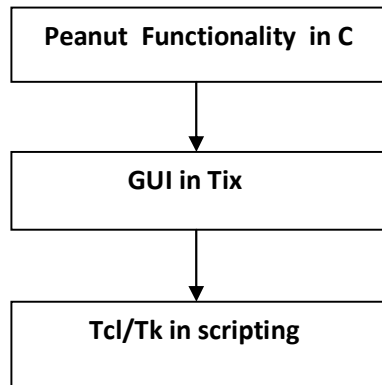 Peanut Functionality in C
GUI in Tix
Tcl/Tk in scripting